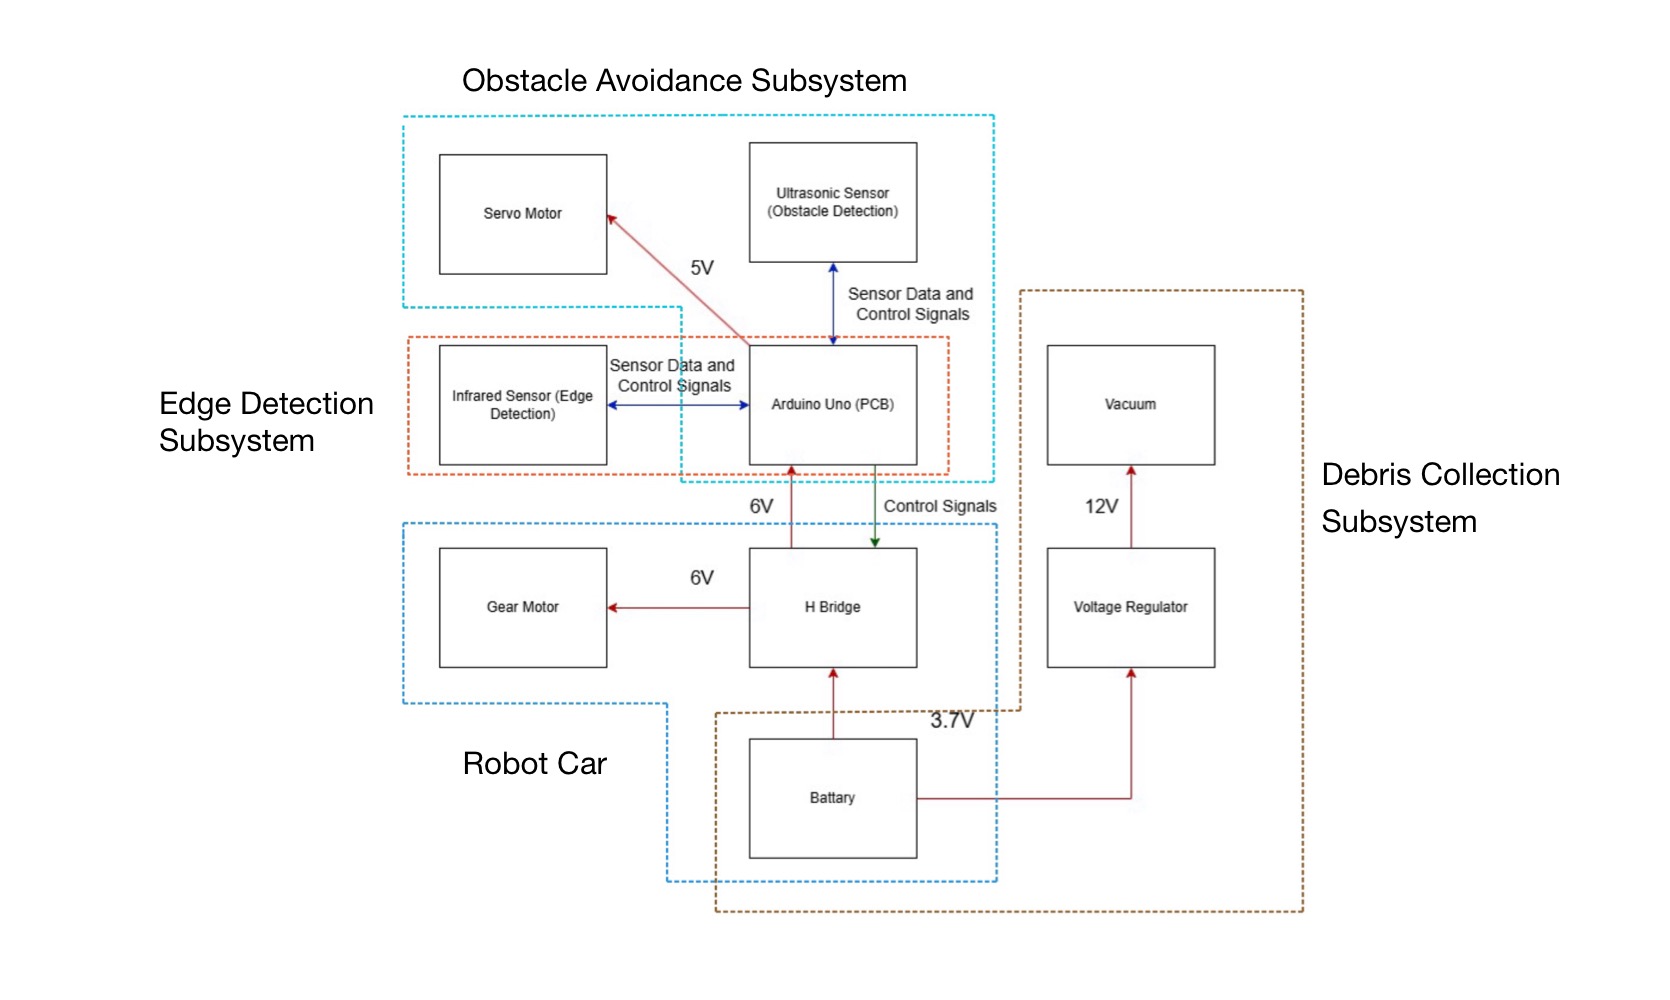 Obstacle Avoidance Subsystem
Servo Motor
Ultrasonic Sensor
(Obstacle Detection)
5V
Sensor Data and
Control Signals
Edge Detection
Subsystem
Infrared Sensor (Edge
Detection)
Sensor Data and
Control Signals
Arduino Uno (PCB)
Vacuum
Debris Collection
Subsystem
6V
Control Signals
12V
Gear Motor
6V
H Bridge
Voltage Regulator
3.7V
Robot Car
Battary